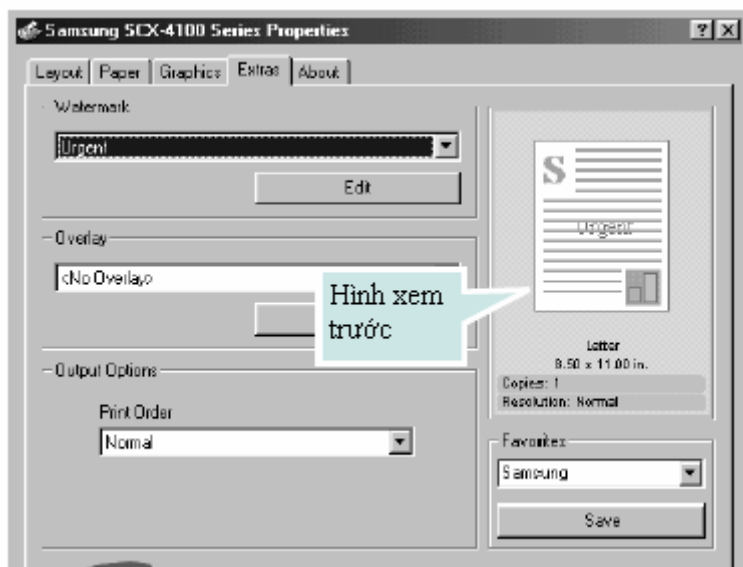 Samsung SCX-4100 Series Properties
Layout Paper Graphics Extras About
Watermark
Urgent
Edit
Overlay
<No Overlay>
Hình xem
trước
Output Options
Print Order
Normal
S
Urgent
Letter
8.50 x 11.00 in.
Copies: 1
Resolution: Normal
Favorites
Samsung
Save